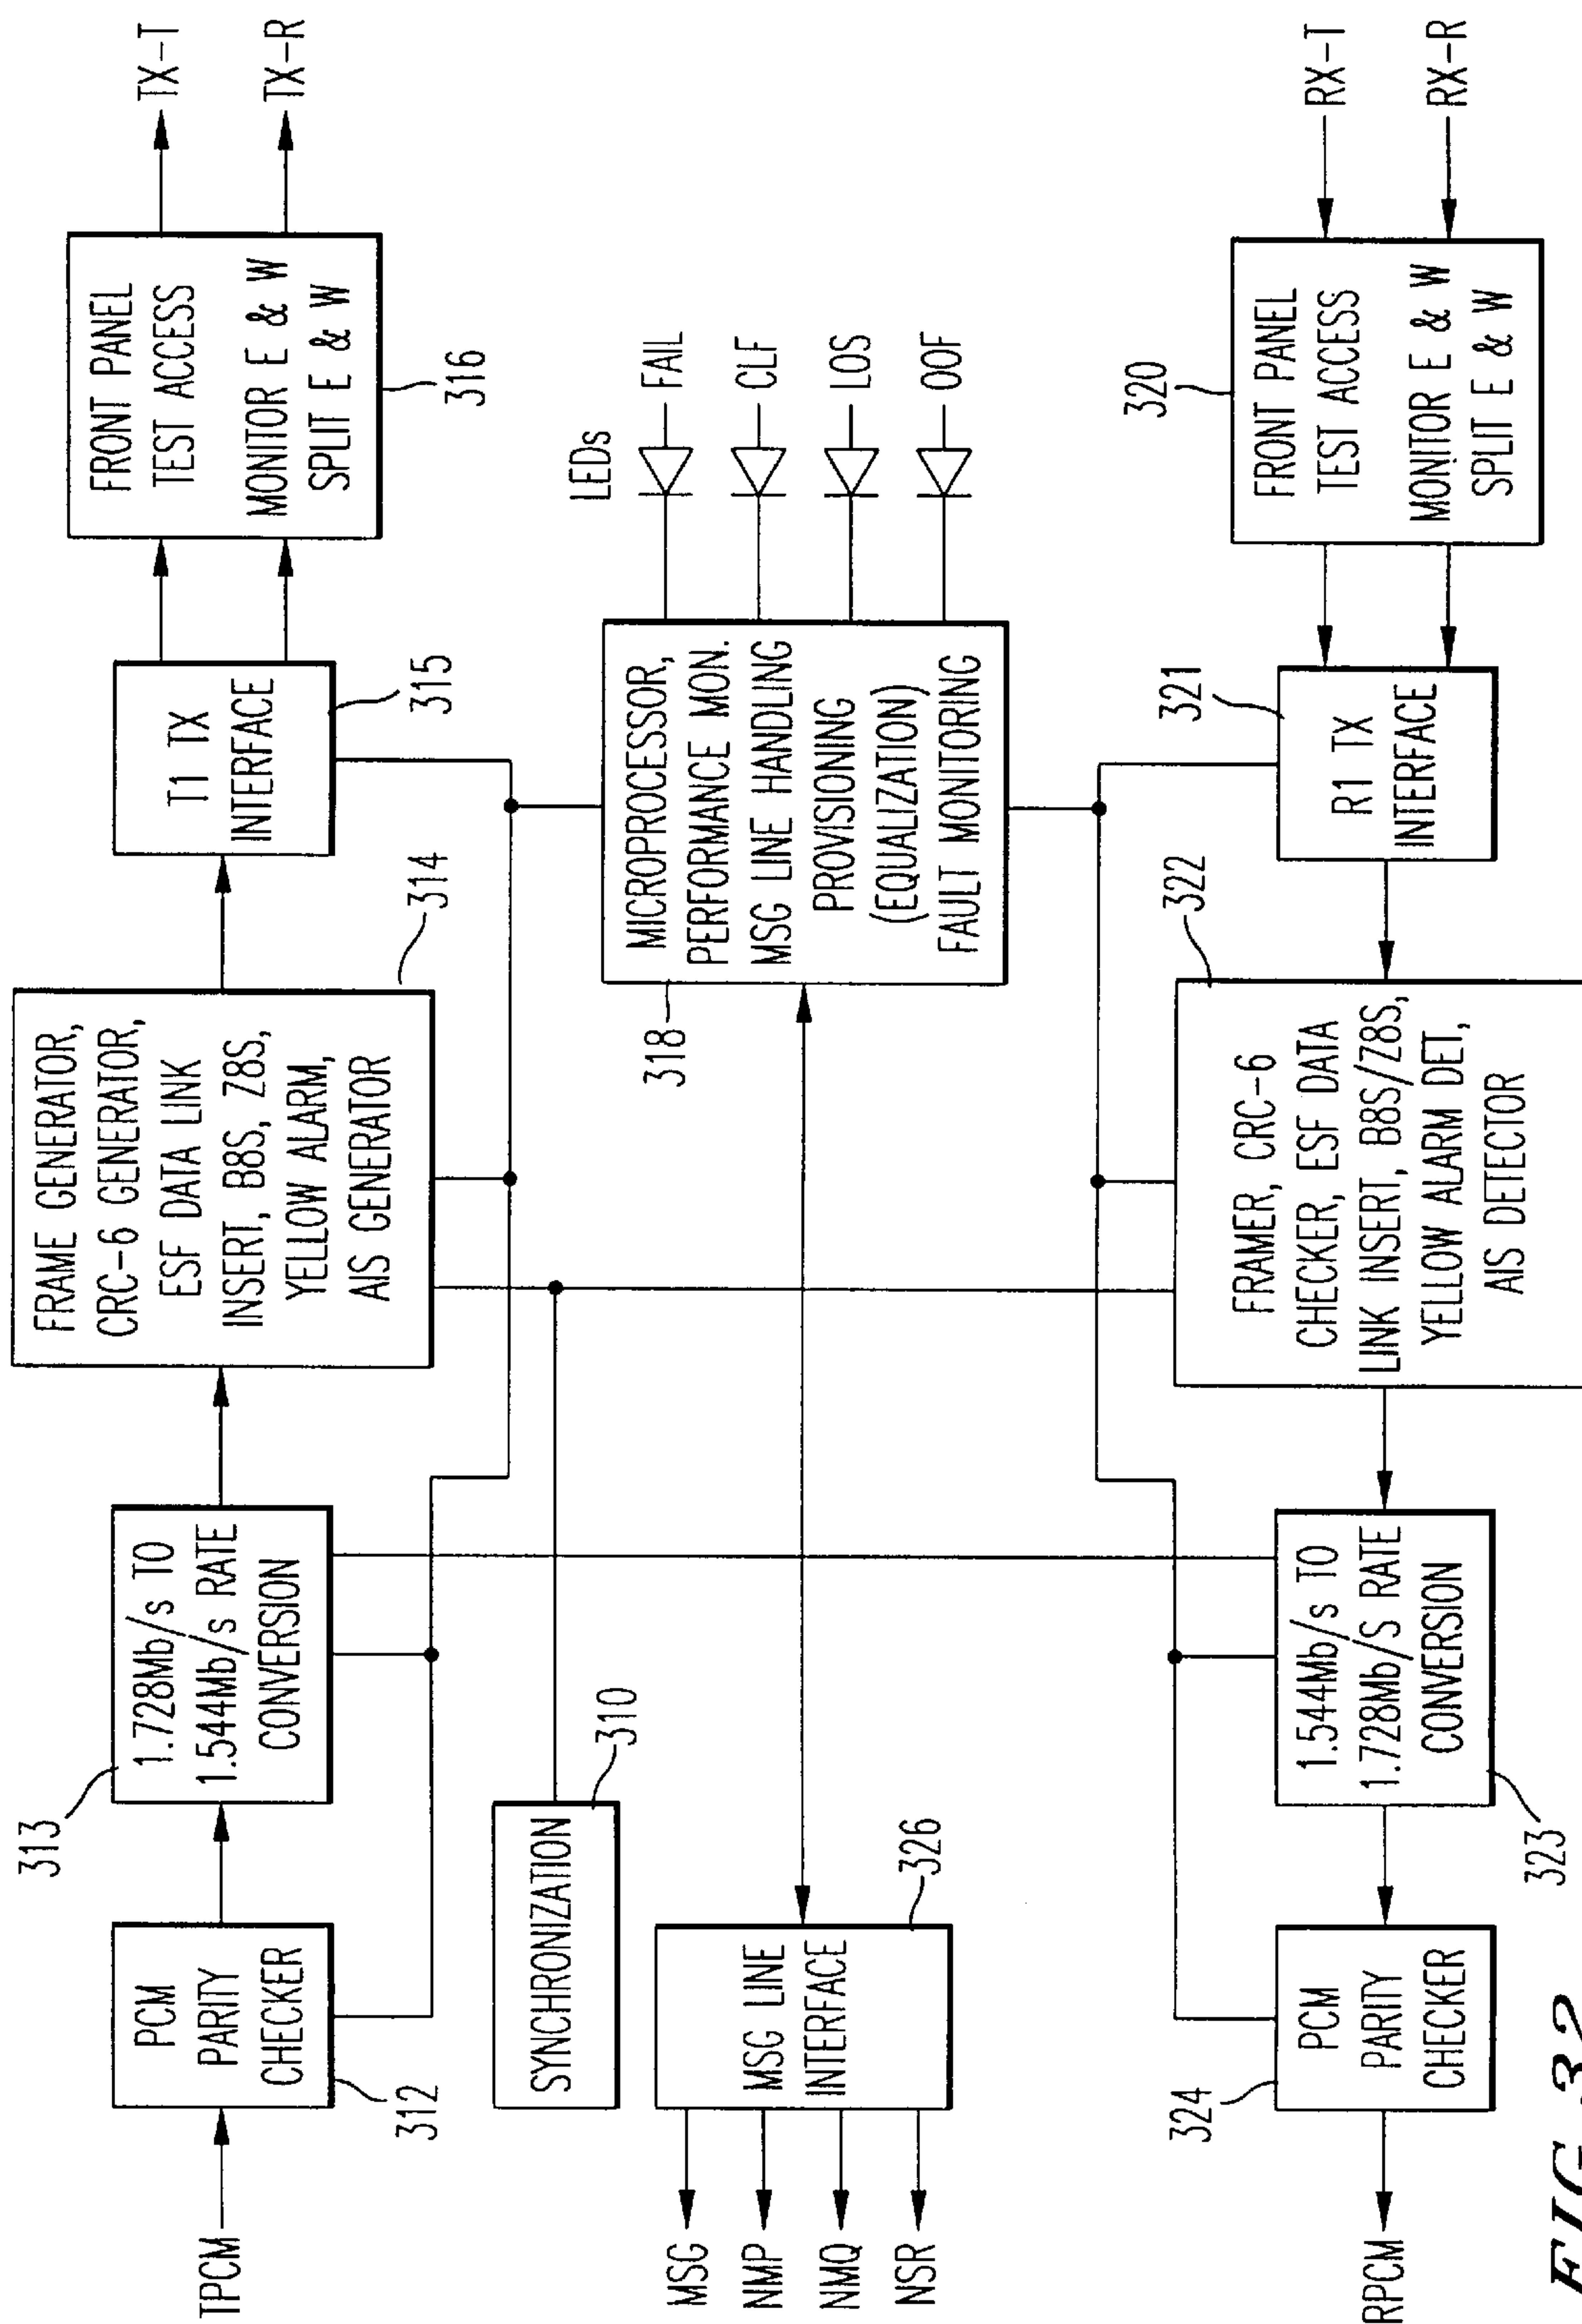 TPCM
PCM
PARITY
CHECKER
312
313
1.728Mb/s TO
1.544Mb/s RATE
CONVERSION
FRAME GENERATOR,
CRC-6 GENERATOR,
ESF DATA LINK
INSERT, B8S, Z8S,
YELLOW ALARM,
AIS GENERATOR
314
T1 TX
INTERFACE
315
FRONT PANEL
TEST ACCESS
MONITOR E & W
SPLIT E & W
316
TX-T
TX-R
SYNCHRONIZATION
310
MSG
NMP
NMQ
NSR
MSG LINE
INTERFACE
326
318
MICROPROCESSOR,
PERFORMANCE MON.
MSG LINE HANDLING
PROVISIONING
(EQUALIZATION)
FAULT MONITORING
LEDs
FAIL
CLF
LOS
OOF
RPCM
324
PCM
PARITY
CHECKER
1.544Mb/s TO
1.728Mb/S RATE
CONVERSION
323
322
FRAMER, CRC-6
CHECKER, ESF DATA
LINK INSERT, B8S/Z8S,
YELLOW ALARM DET,
AIS DETECTOR
321
R1 TX
INTERFACE
320
FRONT PANEL
TEST ACCESS
MONITOR E & W
SPLIT E & W
RX-T
RX-R
FIG. 32